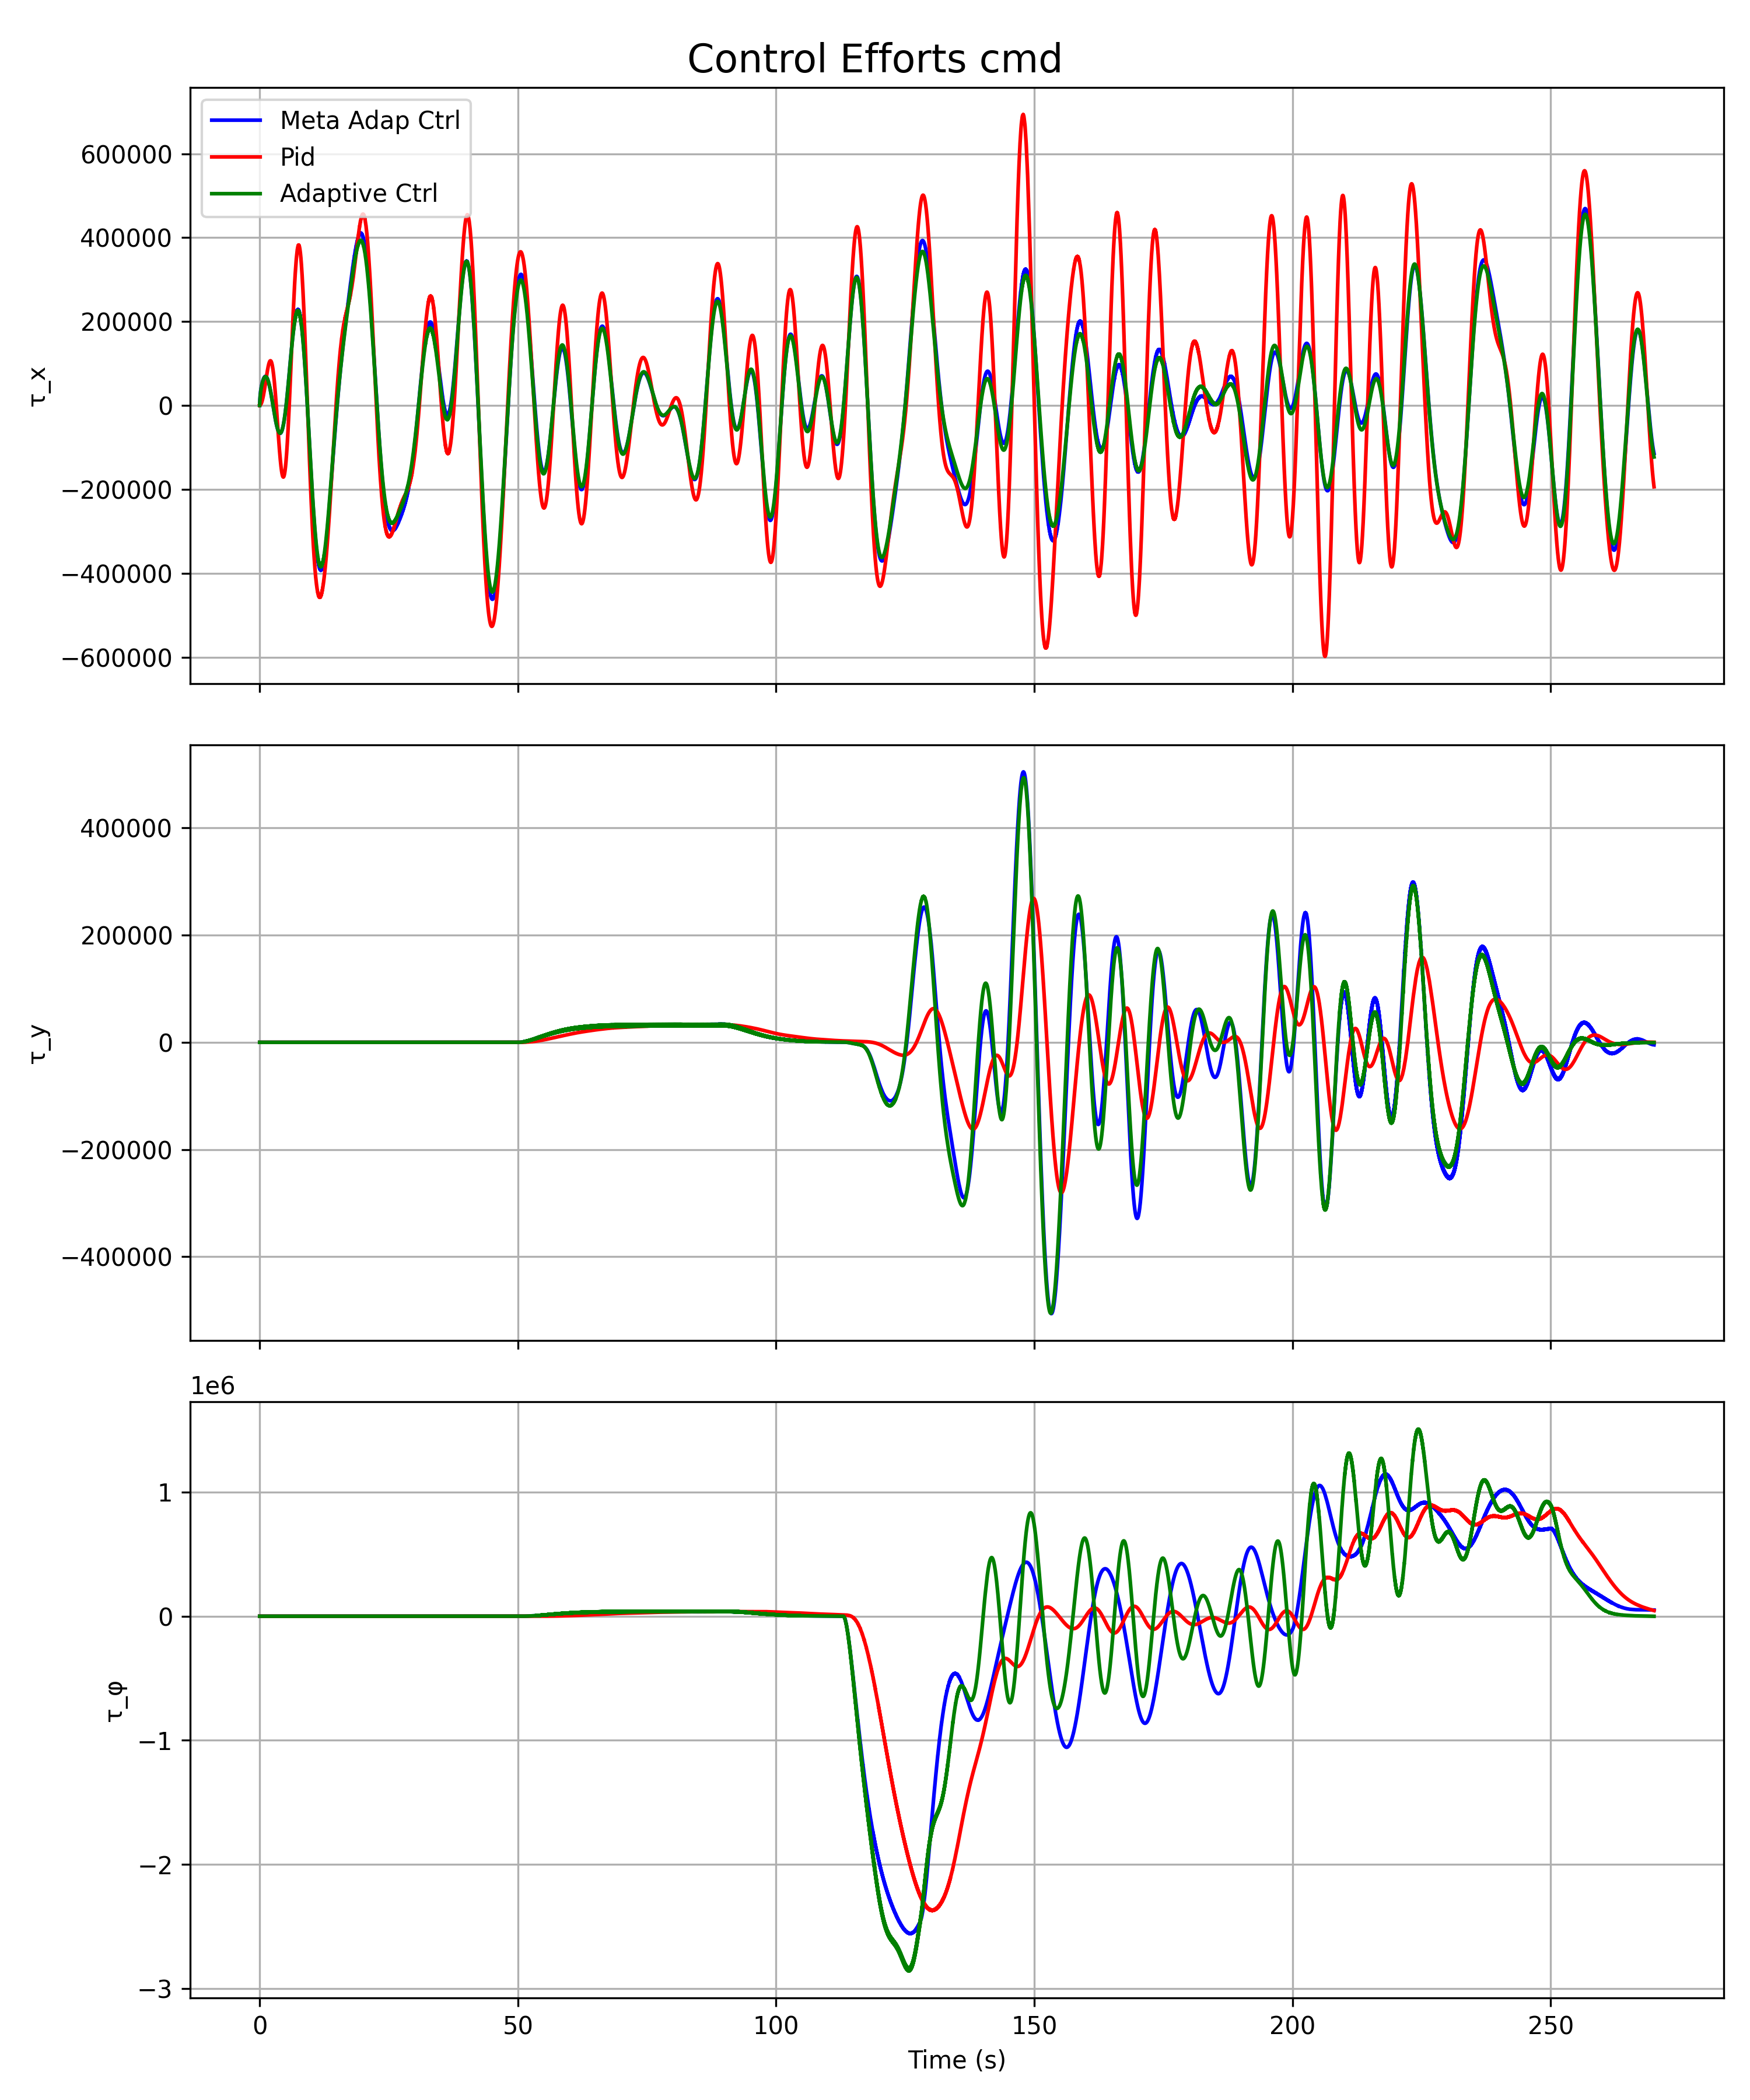 Control Efforts cmd
Meta Adap Ctrl
Pid
Adaptive Ctrl
600000
400000
200000
0
−200000
−400000
−600000
τ_x
400000
200000
0
−200000
−400000
τ_y
1e6
1
0
−1
−2
−3
τ_φ
0 50 100 150 200 250
Time (s)